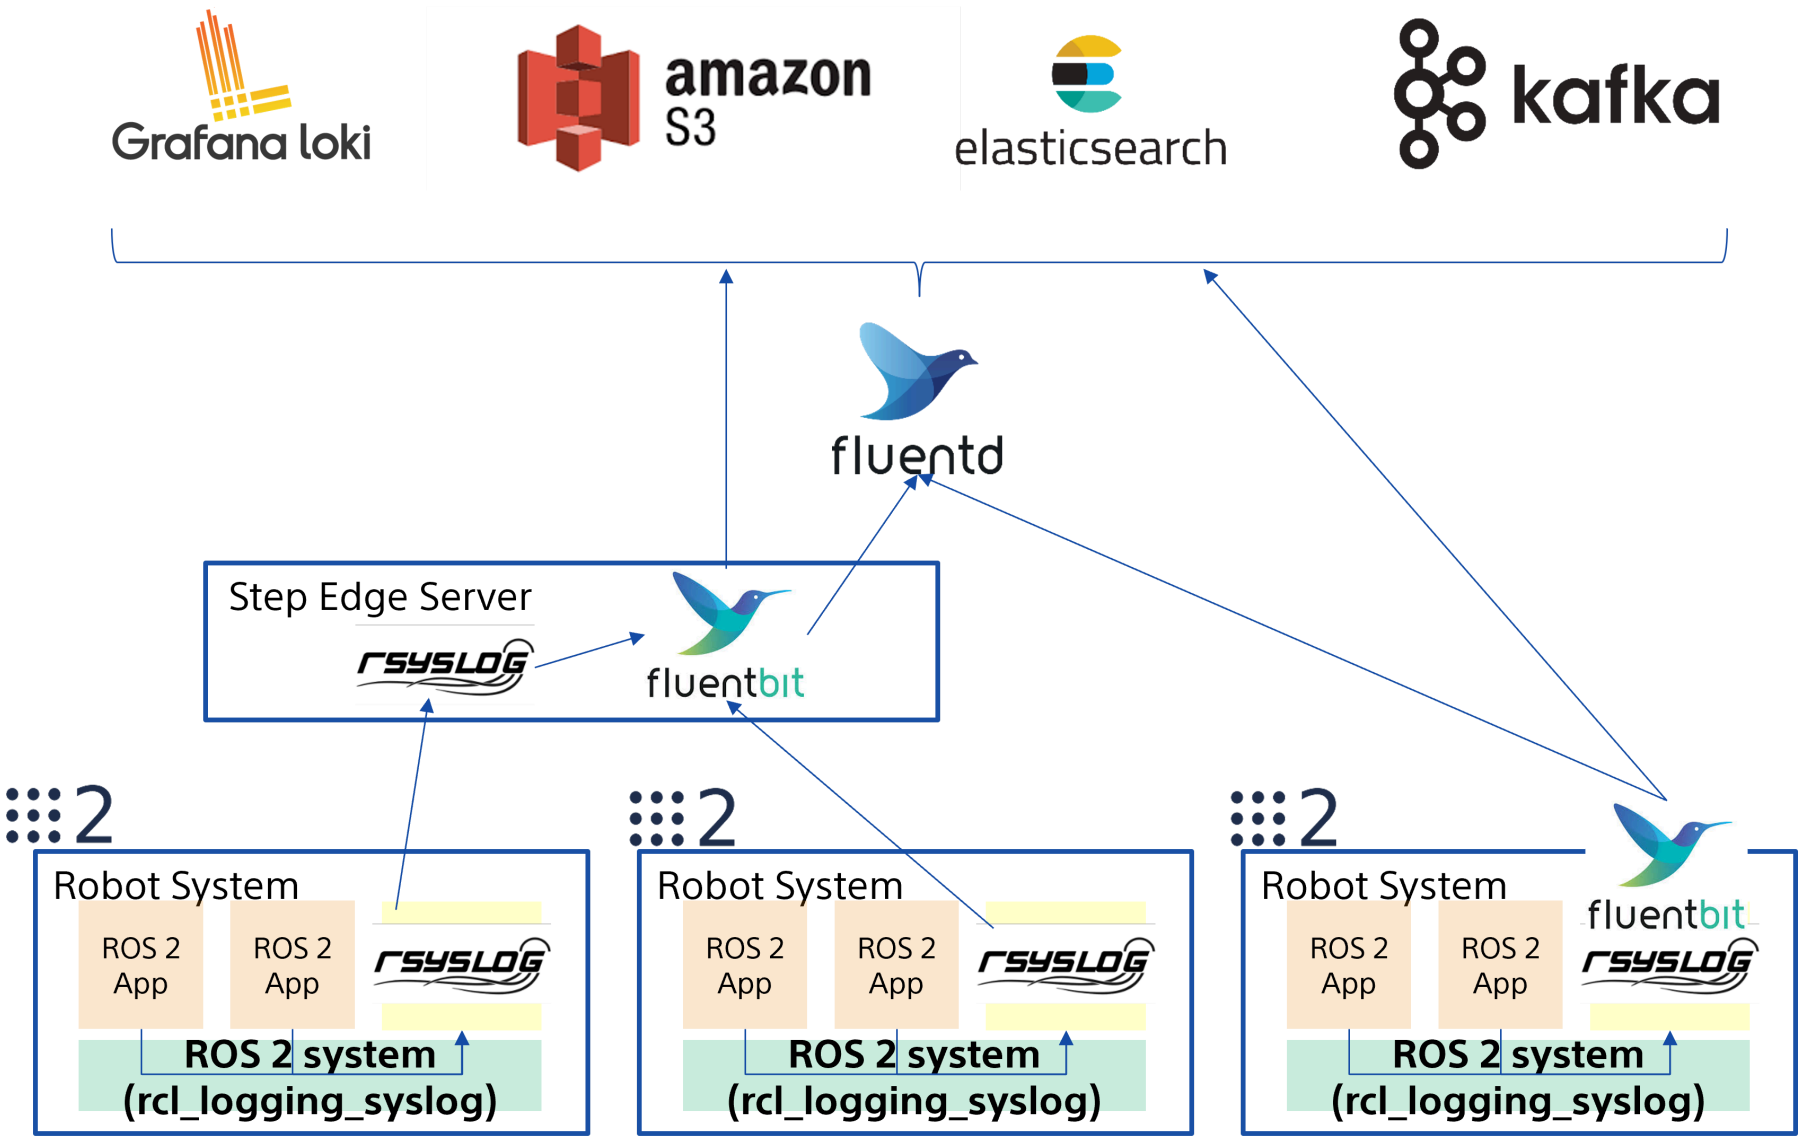 Grafana loki
amazon
S3
elasticsearch
kafka
fluentd
Step Edge Server
rsyslog
fluentbit
2
2
2
Robot System
ROS 2
App
ROS 2
App
rsyslog
ROS 2 system
(rcl_logging_syslog)
Robot System
ROS 2
App
ROS 2
App
rsyslog
ROS 2 system
(rcl_logging_syslog)
Robot System
fluentbit
ROS 2
App
ROS 2
App
rsyslog
ROS 2 system
(rcl_logging_syslog)